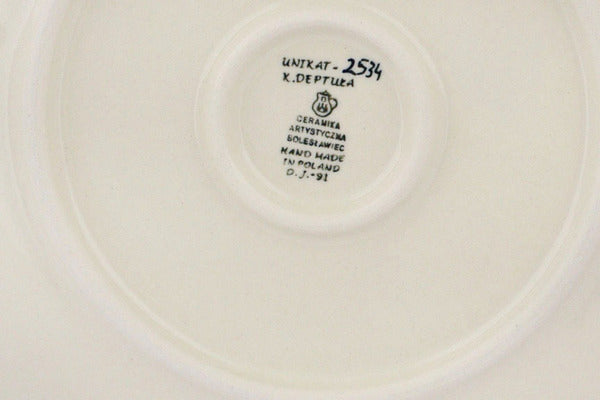 UNIKAT - 2534
K. DEPTUŁA
CERAMIKA
ARTYSTYCZNA
BOLESŁAWIEC
HAND MADE
IN POLAND
D.J.-91